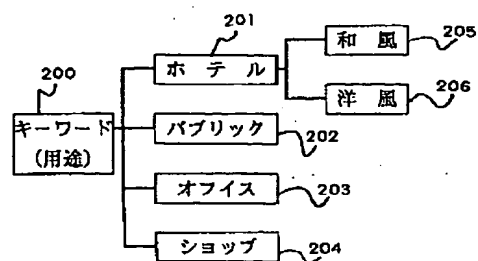 201
和風
205
ホテル
200
洋風
206
キーワード
(用途)
パブリック
202
オフイス
203
ショップ
204